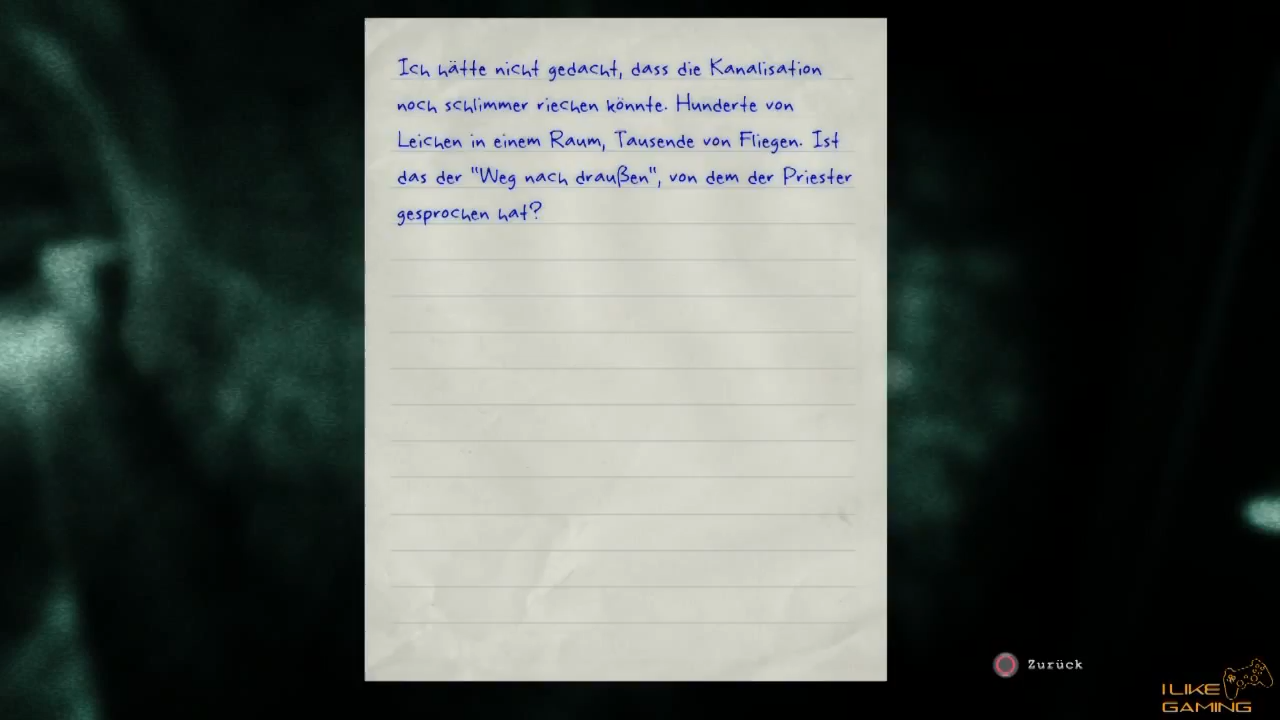 Ich hätte nicht gedacht, dass die Kanalisation
noch schlimmer riechen könnte. Hunderte von
Leichen in einem Raum, Tausende von Fliegen. Ist
das der "Weg nach draußen", von dem der Priester
gesprochen hat?
Zurück
I LIKE
GAMING